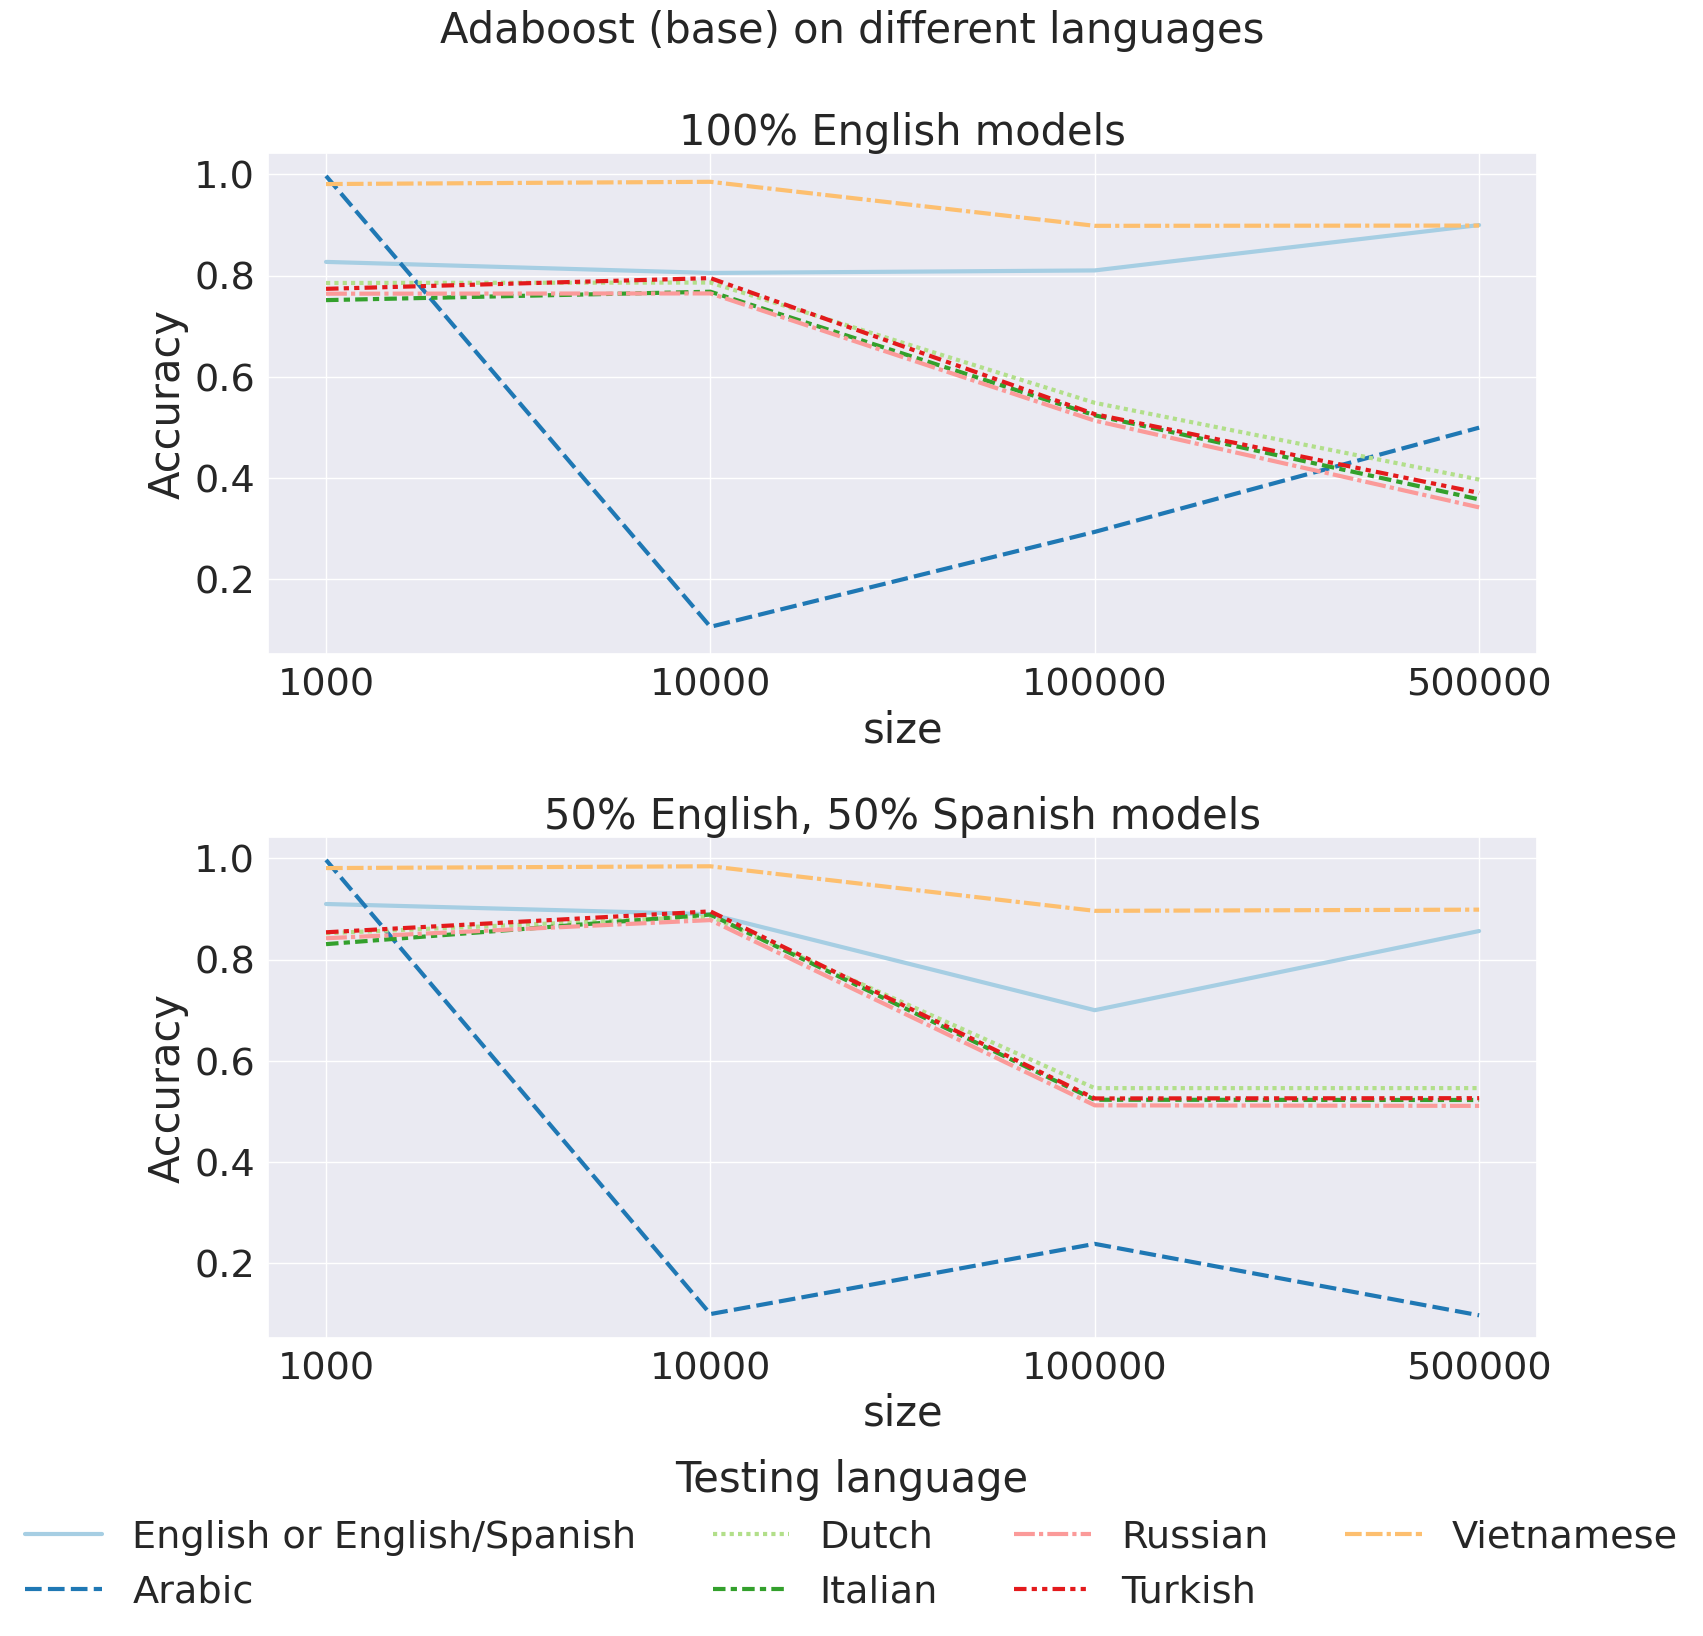 Adaboost (base) on different languages
100% English models
1.0
0.8
0.6
0.4
0.2
Accuracy
1000 10000 100000 500000
size
50% English, 50% Spanish models
1.0
0.8
0.6
0.4
0.2
Accuracy
1000 10000 100000 500000
size
Testing language
English or English/Spanish Dutch Russian Vietnamese
Arabic Italian Turkish